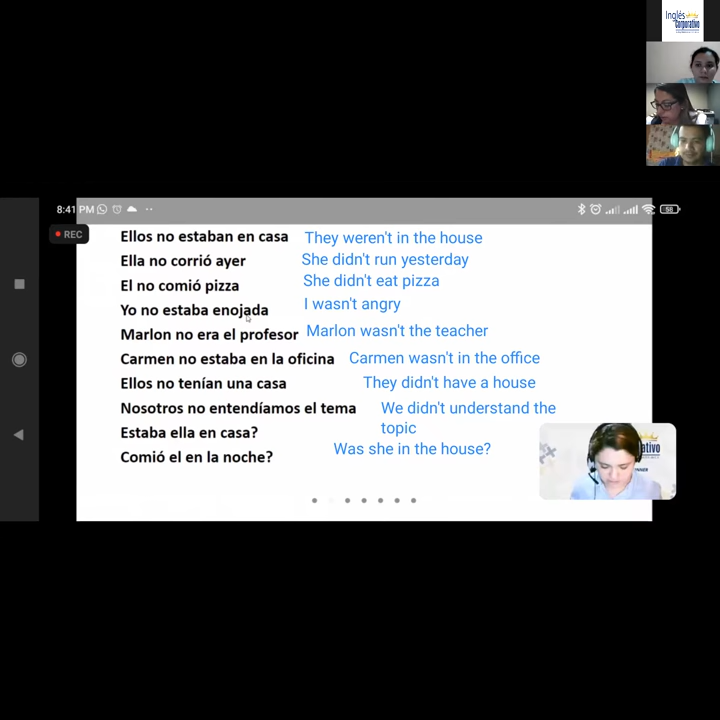 Inglés
Corporativo
8:41 PM
58
REC
Ellos no estaban en casa They weren't in the house
Ella no corrió ayer She didn't run yesterday
El no comió pizza She didn't eat pizza
Yo no estaba enojada I wasn't angry
Marlon no era el profesor Marlon wasn't the teacher
Carmen no estaba en la oficina Carmen wasn't in the office
Ellos no tenían una casa They didn't have a house
Nosotros no entendíamos el tema We didn't understand the
topic
Estaba ella en casa? Was she in the house?
Comió el en la noche?
ativo